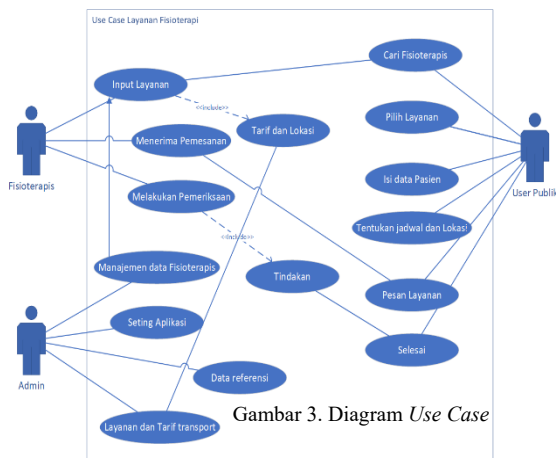 Use Case Layanan Fisioterapi
Input Layanan
Cari Fisioterapis
<<include>>
Tarif dan Lokasi
Pilih Layanan
Menerima Pemesanan
Fisioterapis
User Publik
Isi data Pasien
Melakukan Pemeriksaan
Tentukan jadwal dan Lokasi
<<include>>
Manajemen data Fisioterapis
Tindakan
Pesan Layanan
Seting Aplikasi
Selesai
Admin
Data referensi
Layanan dan Tarif transport
Gambar 3. Diagram Use Case